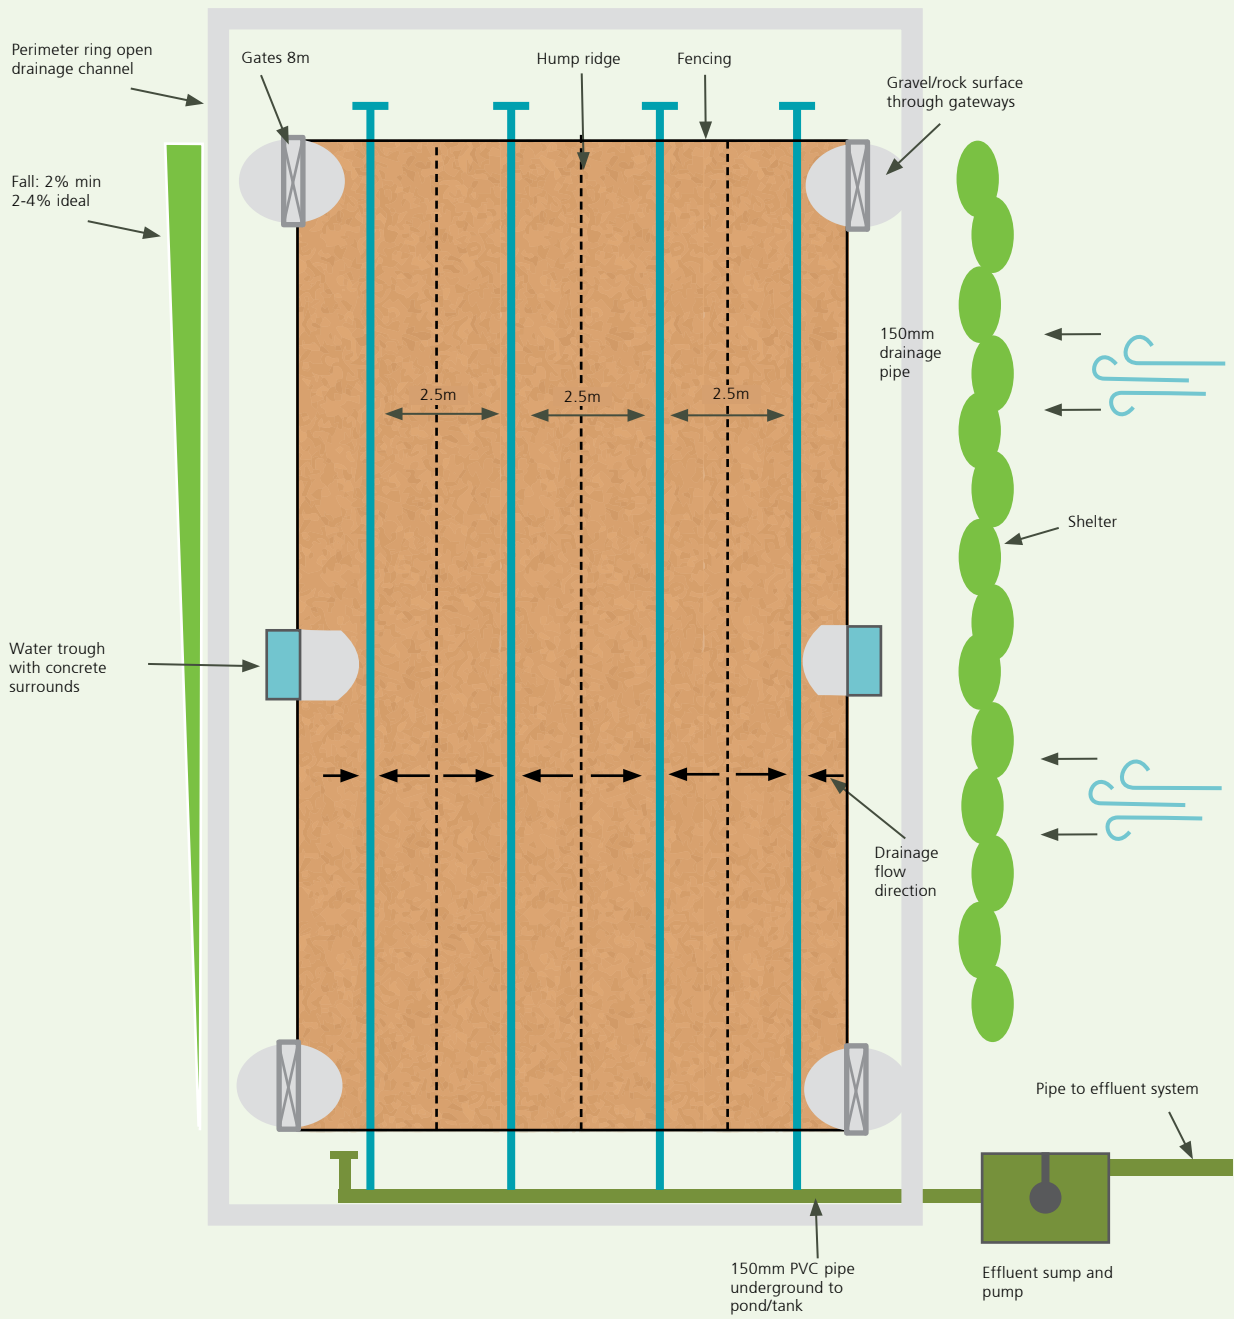 Perimeter ring open
drainage channel
Gates 8m
Hump ridge
Fencing
Gravel/rock surface
through gateways
Fall: 2% min
2-4% ideal
150mm
drainage
pipe
2.5m
2.5m
2.5m
Shelter
Water trough
with concrete
surrounds
Drainage
flow
direction
Pipe to effluent system
150mm PVC pipe
underground to
pond/tank
Effluent sump and
pump